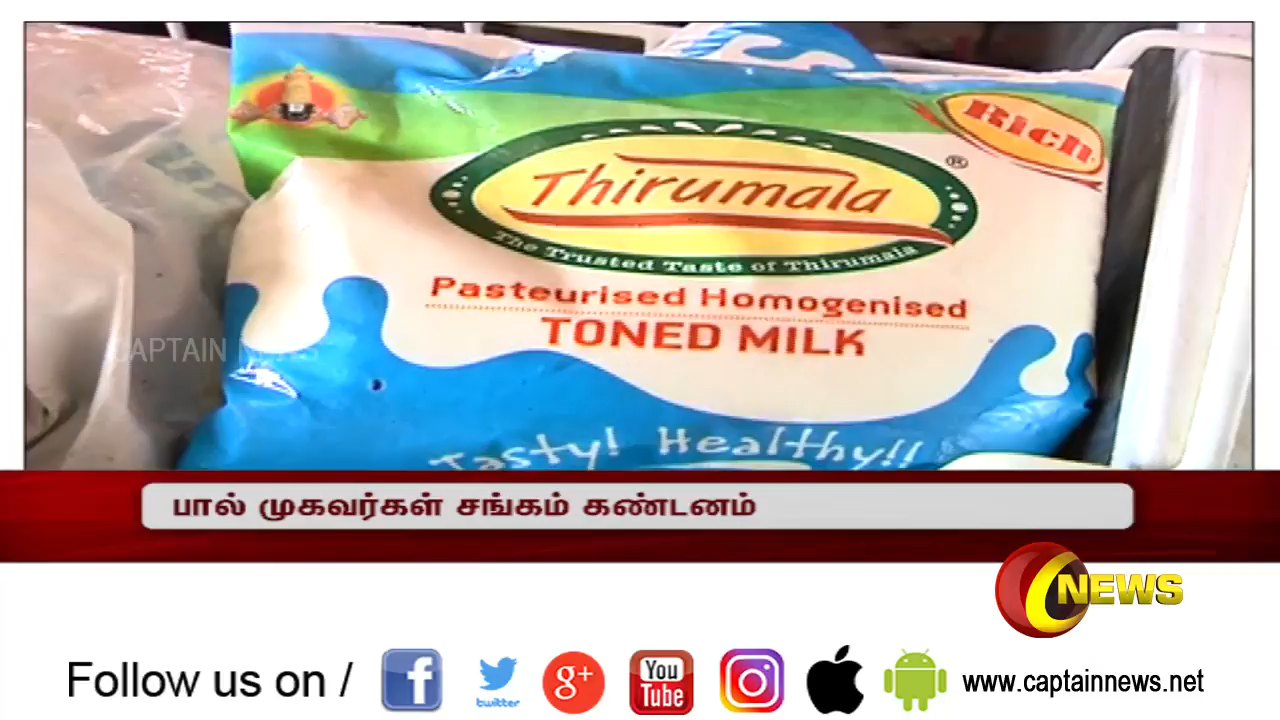 Rich
Thirumala ®
The Trusted Taste of Thirumala
Pasteurised Homogenised
TONED MILK
CAPTAIN NEWS
Tasty! Healthy!!
பால் முகவர்கள் சங்கம் கண்டனம்
NEWS
Follow us on / f twitter g+ You Tube www.captainnews.net